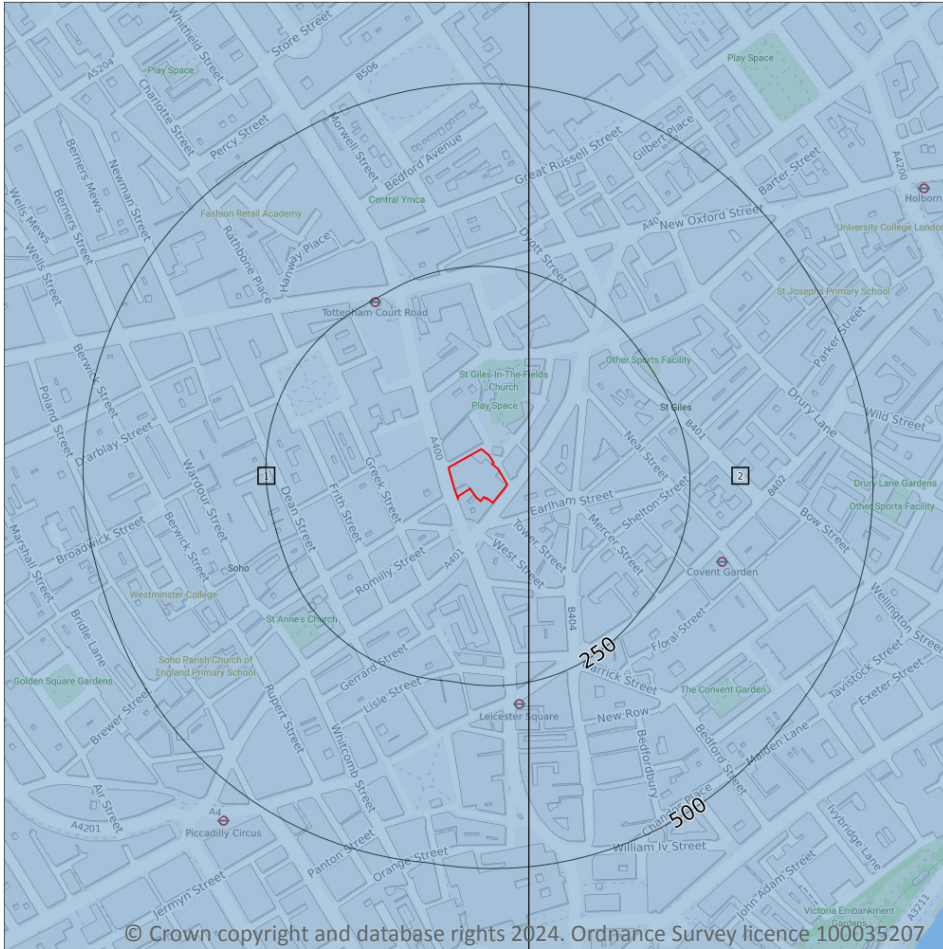 Whitfield Street
Store Street
A5204
B506
Play Space
Play Space
Charlotte Street
Percy Street
Morwell Street
Bedford Avenue
Great Russell Street
Gilbert Place
Barter Street
A4200
Holborn
Berners Mews
Newman Street
Wells Mews
Berners Street
Wells Street
Central Ymca
Fashion Retail Academy
Rathbone Place
Hanway Place
Dyott Street
A40
New Oxford Street
University College London
St Josephs Primary School
Tottenham Court Road
Parker Street
Berwick Street
Poland Street
D'arblay Street
St Giles-In-The-Fields
Church
Play Space
Other Sports Facility
St Giles
B401
Drury Lane
Wild Street
A400
Greek Street
Frith Street
Dean Street
Wardour Street
Berwick Street
Broadwick Street
Marshall Street
1
2
Neal Street
Shelton Street
Earlham Street
Mercer Street
Tower Street
West Street
B402
Bow Street
Drury Lane Gardens
Other Sports Facility
Romilly Street
A401
Soho
Covent Garden
Westminster College
Bridle Lane
St Anne's Church
B404
Floral Street
Wellington Street
250
Soho Parish Church of
England Primary School
Golden Square Gardens
Gerrard Street
Lisle Street
Garrick Street
Tavistock Street
Exeter Street
The Convent Garden
Brewer Street
Rupert Street
Whitcomb Street
Leicester Square
New Row
Bedfordbury
Bedford Street
Maiden Lane
Air Street
A4201
A4
Piccadilly Circus
Panton Street
Orange Street
500
Chandos Place
William Iv Street
Ivybridge Lane
Jermyn Street
John Adam Street
Victoria Embankment
Gardens
A3211
© Crown copyright and database rights 2024. Ordnance Survey licence 100035207